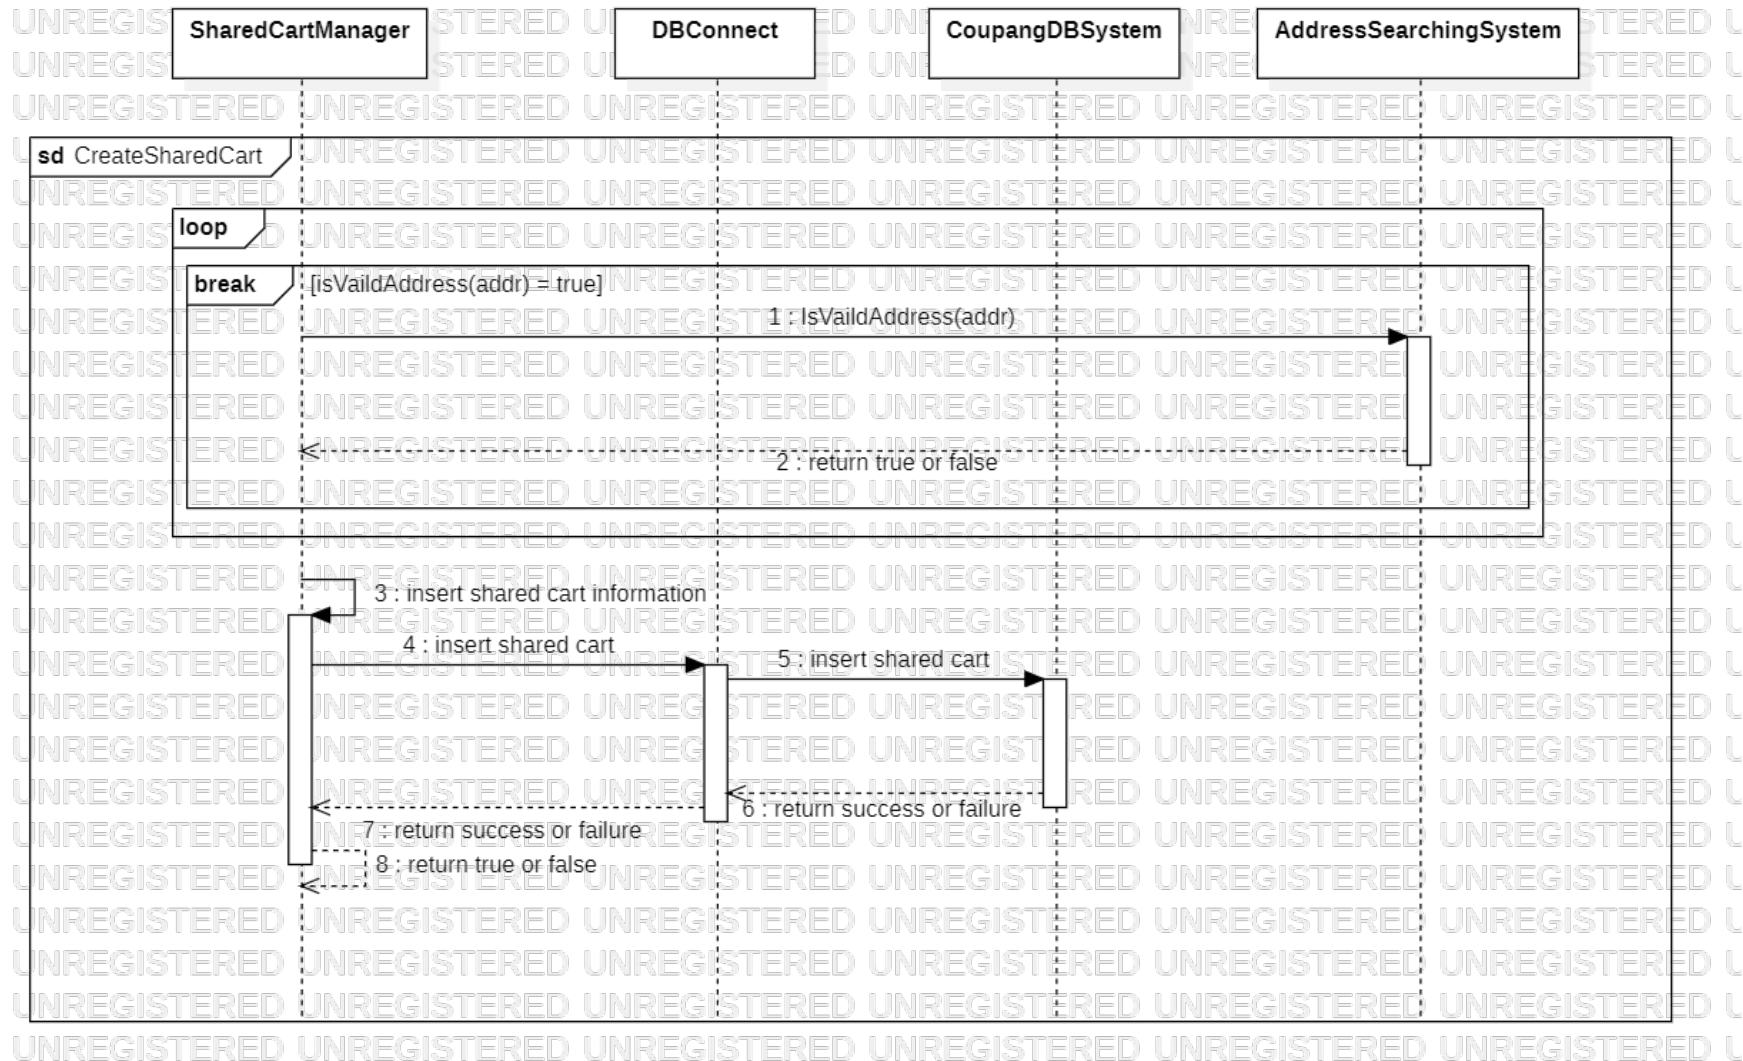 SharedCartManager
DBConnect
CoupangDBSystem
AddressSearchingSystem
sd CreateSharedCart
loop
break [isVaildAddress(addr) = true]
1 : IsVaildAddress(addr)
2 : return true or false
3 : insert shared cart information
4 : insert shared cart
5 : insert shared cart
6 : return success or failure
7 : return success or failure
8 : return true or false
UNREGISTERED